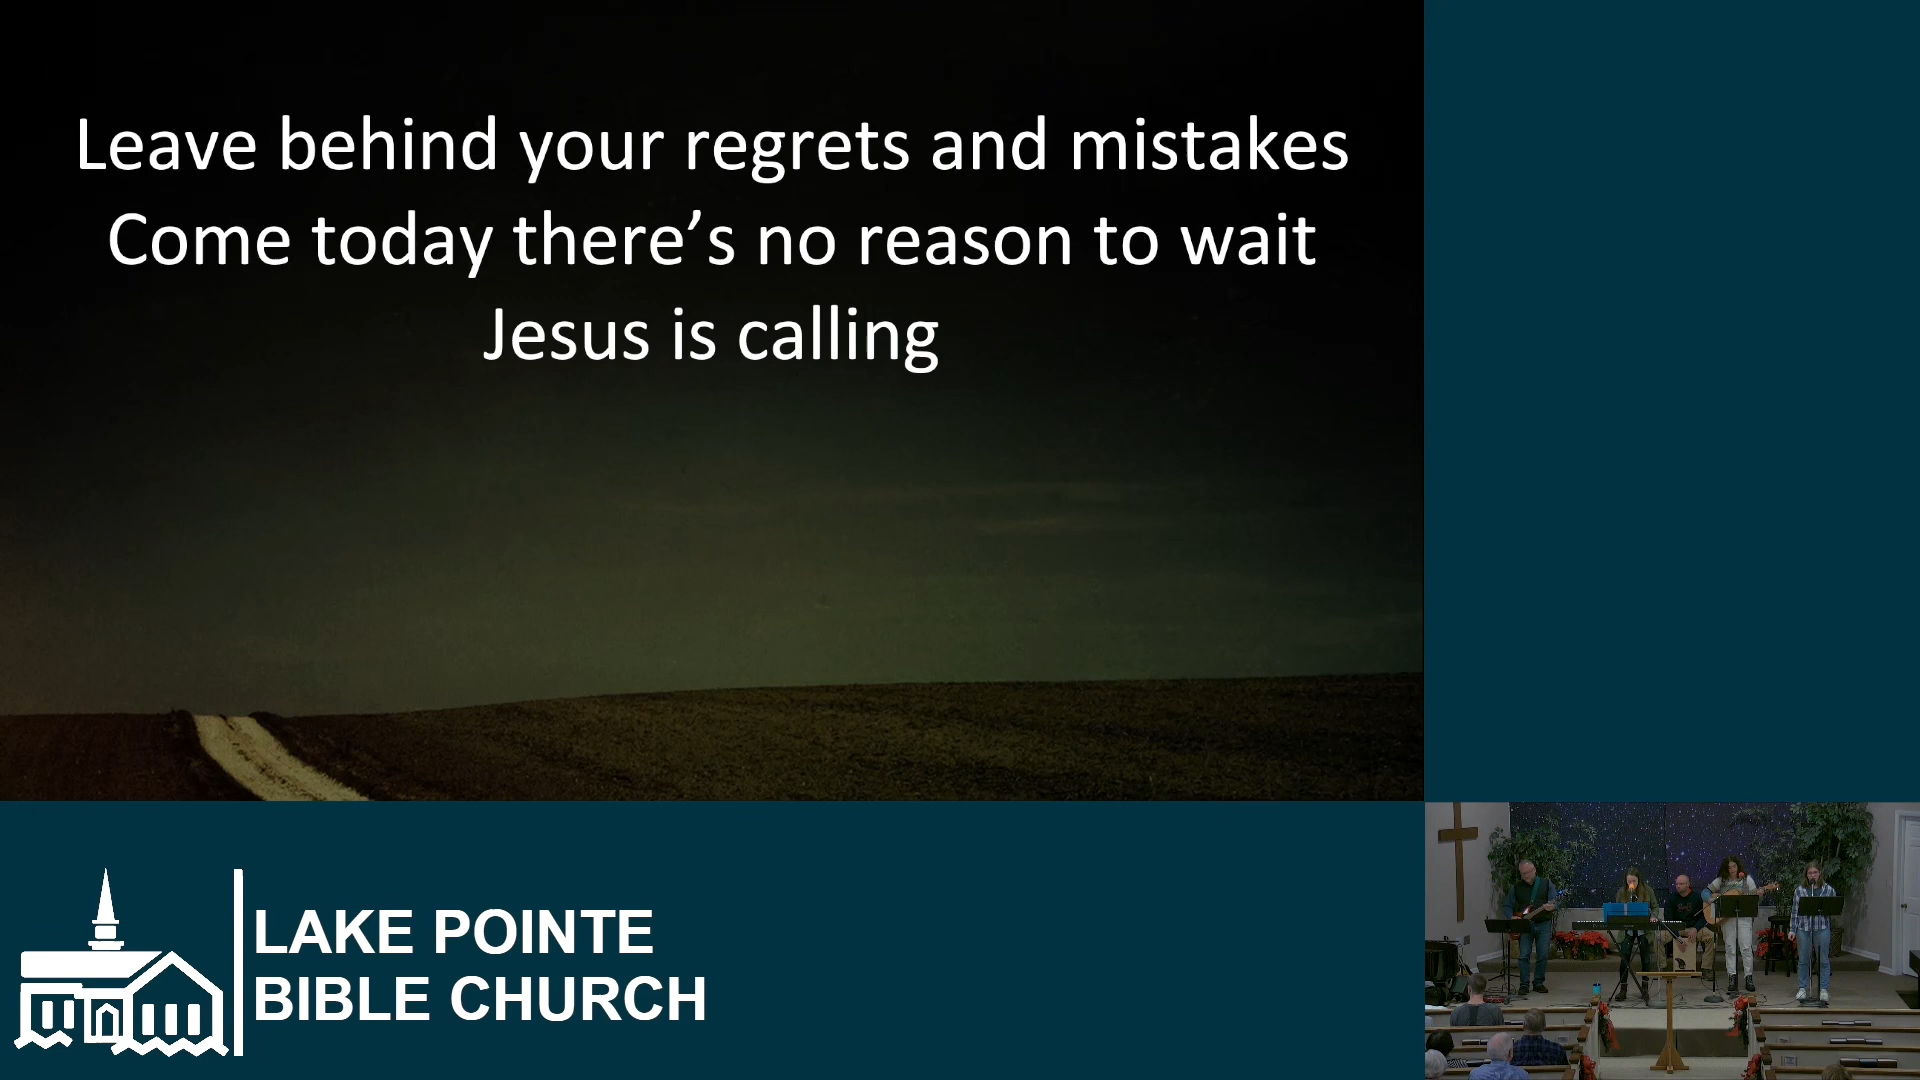 Leave behind your regrets and mistakes
Come today there’s no reason to wait
Jesus is calling
LAKE POINTE
BIBLE CHURCH